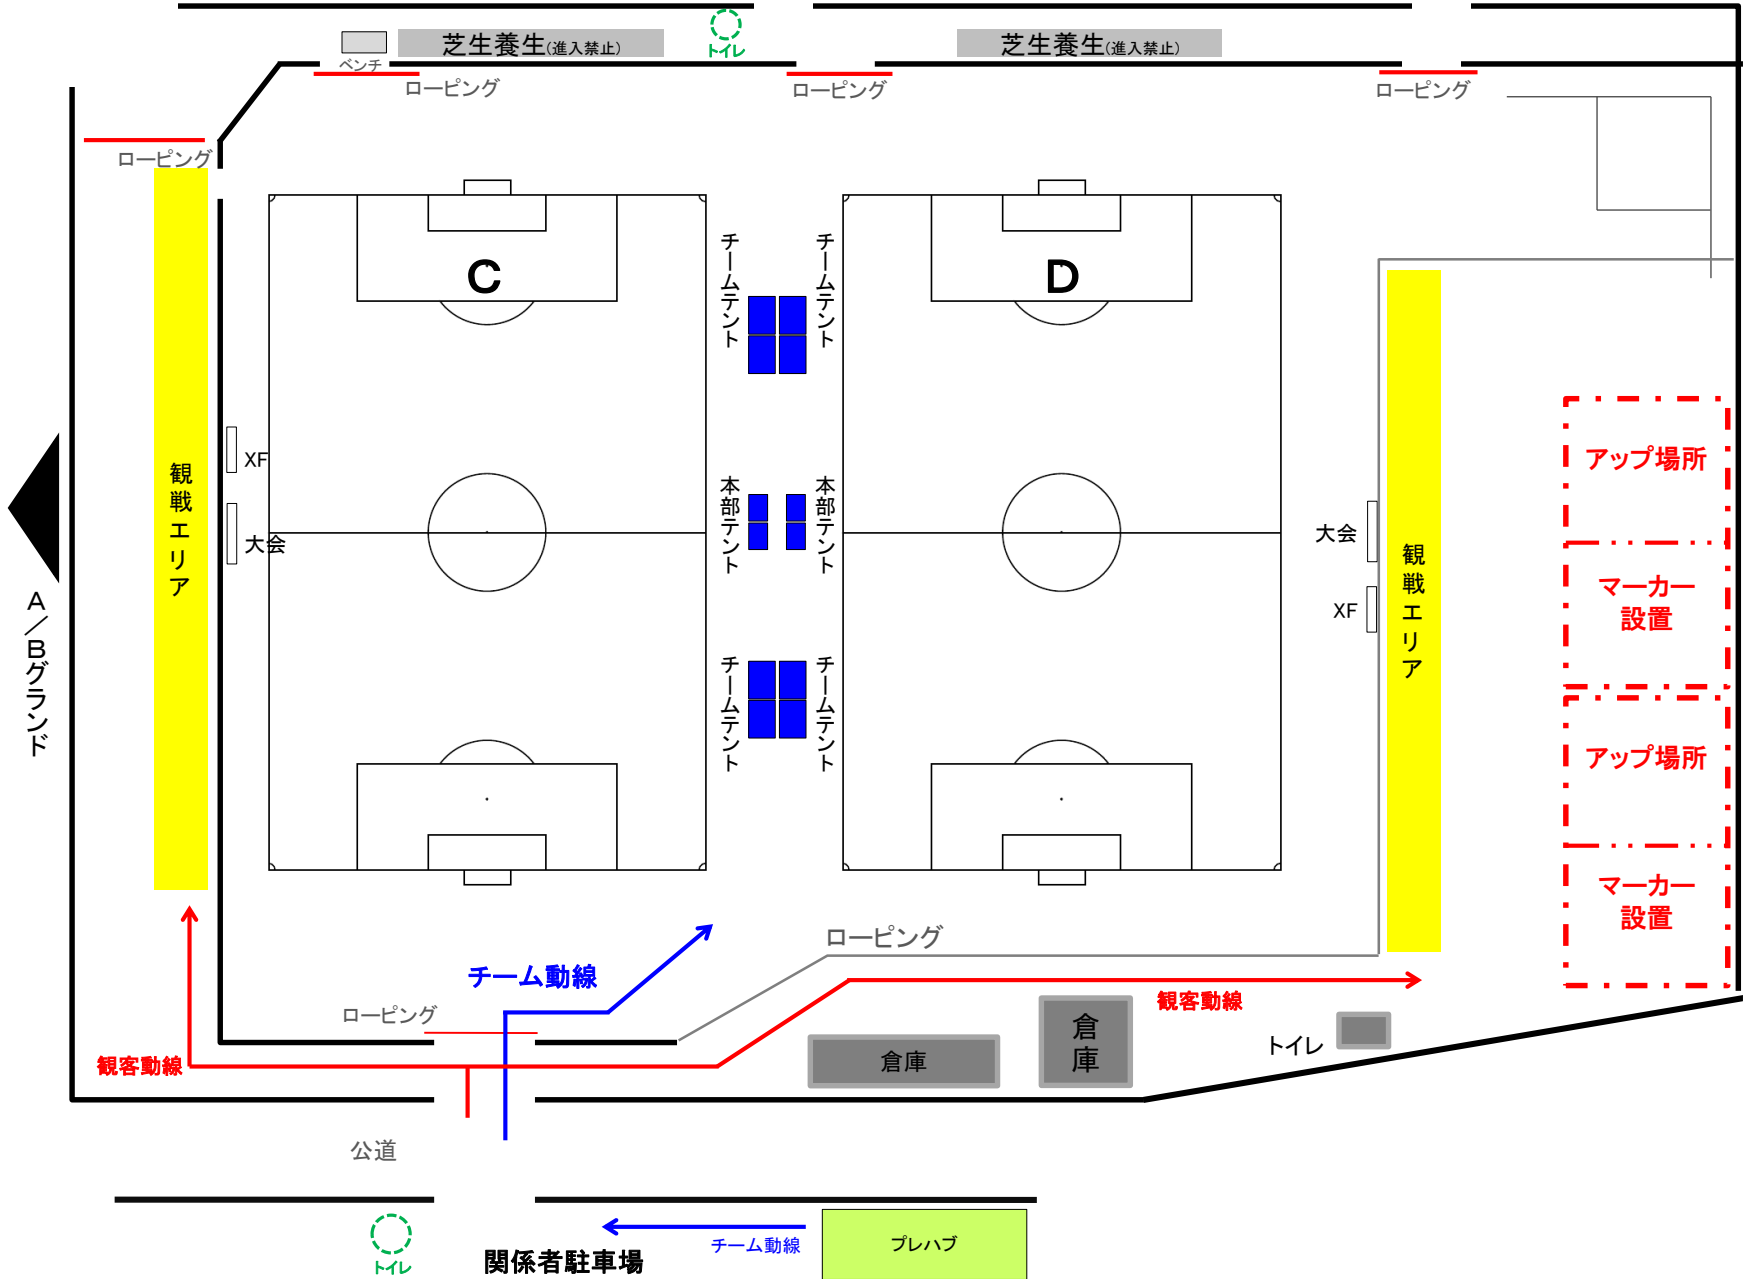 芝生養生(進入禁止)
トイレ
芝生養生(進入禁止)
ベンチ
ローピング
ローピング
ローピング
ローピング
チームテント
チームテント
C
D
XF
大会
観戦エリア
本部テント
本部テント
大会
XF
観戦エリア
アップ場所
マーカー
設置
アップ場所
マーカー
設置
A/Bグランド
チームテント
チームテント
ローピング
チーム動線
観客動線
ローピング
観客動線
倉庫
倉庫
トイレ
公道
トイレ
関係者駐車場
チーム動線
プレハブ